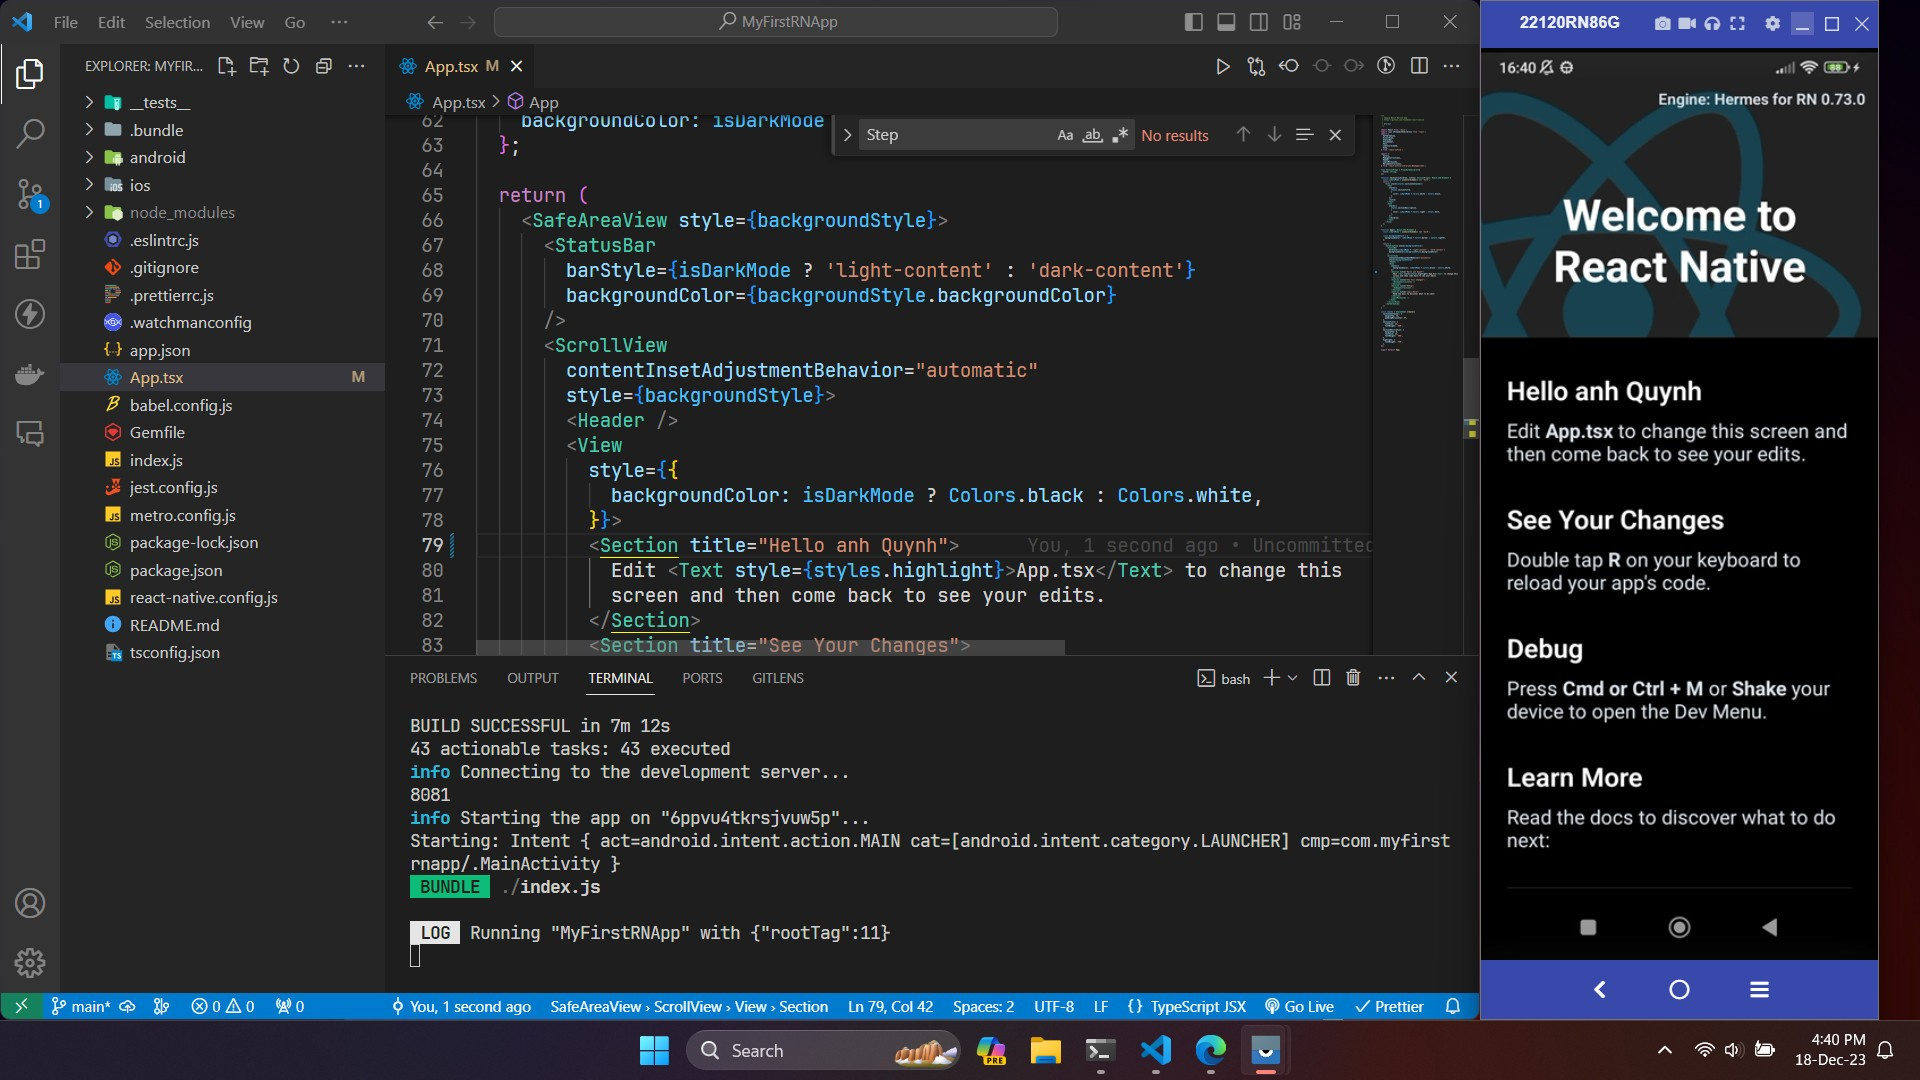 File Edit Selection View Go ···
MyFirstRNApp
EXPLORER: MYFIR...
__tests__
.bundle
android
ios
node_modules
.eslintrc.js
.gitignore
.prettierrc.js
.watchmanconfig
app.json
App.tsx M
babel.config.js
Gemfile
index.js
jest.config.js
metro.config.js
package-lock.json
package.json
react-native.config.js
README.md
tsconfig.json
1
App.tsx M
App.tsx > App
Step
Aa ab No results
62 backgroundColor: isDarkMode
63 };
64
65 return (
66 <SafeAreaView style={backgroundStyle}>
67 <StatusBar
68 barStyle={isDarkMode ? 'light-content' : 'dark-content'}
69 backgroundColor={backgroundStyle.backgroundColor}
70 />
71 <ScrollView
72 contentInsetAdjustmentBehavior="automatic"
73 style={backgroundStyle}>
74 <Header />
75 <View
76 style={{
77 backgroundColor: isDarkMode ? Colors.black : Colors.white,
78 }}>
79 <Section title="Hello anh Quynh"> You, 1 second ago • Uncommitted
80 Edit <Text style={styles.highlight}>App.tsx</Text> to change this
81 screen and then come back to see your edits.
82 </Section>
83 <Section title="See Your Changes">
PROBLEMS OUTPUT TERMINAL PORTS GITLENS
bash
BUILD SUCCESSFUL in 7m 12s
43 actionable tasks: 43 executed
info Connecting to the development server...
8081
info Starting the app on "6ppvu4tkrsjvuw5p"...
Starting: Intent { act=android.intent.action.MAIN cat=[android.intent.category.LAUNCHER] cmp=com.myfirst
rnapp/.MainActivity }
BUNDLE ./index.js
LOG Running "MyFirstRNApp" with {"rootTag":11}
main* 0 0 0 You, 1 second ago SafeAreaView › ScrollView › View › Section Ln 79, Col 42 Spaces: 2 UTF-8 LF {} TypeScript JSX Go Live Prettier
22120RN86G
16:40 88
Engine: Hermes for RN 0.73.0
Welcome to
React Native
Hello anh Quynh
Edit App.tsx to change this screen and
then come back to see your edits.
See Your Changes
Double tap R on your keyboard to
reload your app's code.
Debug
Press Cmd or Ctrl + M or Shake your
device to open the Dev Menu.
Learn More
Read the docs to discover what to do
next:
Search
PRE
4:40 PM
18-Dec-23